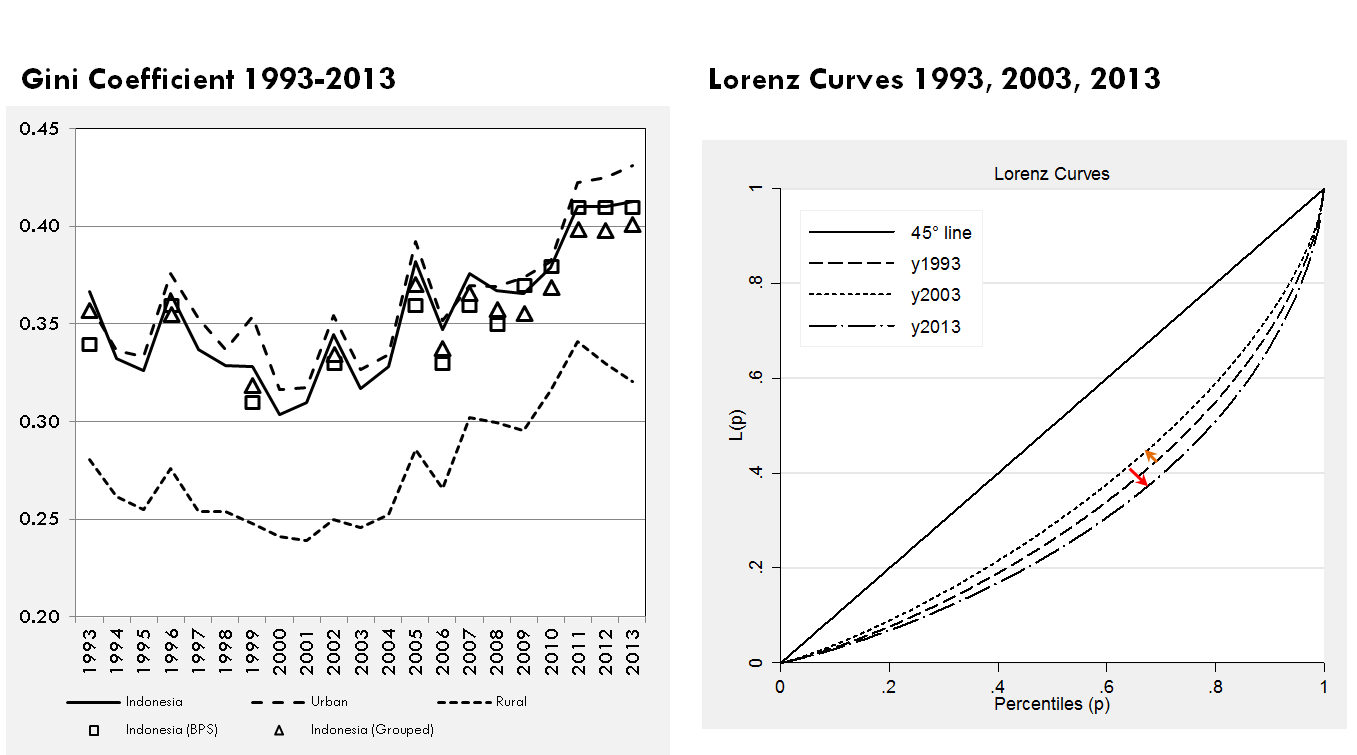 Gini Coefficient 1993-2013
0.45
0.40
0.35
0.30
0.25
0.20
1993 1994 1995 1996 1997 1998 1999 2000 2001 2002 2003 2004 2005 2006 2007 2008 2009 2010 2011 2012 2013
Indonesia Urban Rural
Indonesia (BPS) Indonesia (Grouped)
Lorenz Curves 1993, 2003, 2013
Lorenz Curves
45° line
y1993
y2003
y2013
L(p)
1
.8
.6
.4
.2
0
0 .2 .4 .6 .8 1
Percentiles (p)